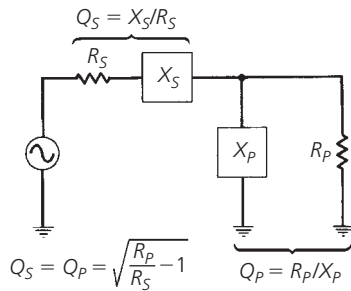 Q_S = X_S/R_S
R_S
X_S
X_P
R_P
Q_S = Q_P = √(R_P/R_S − 1)
Q_P = R_P/X_P